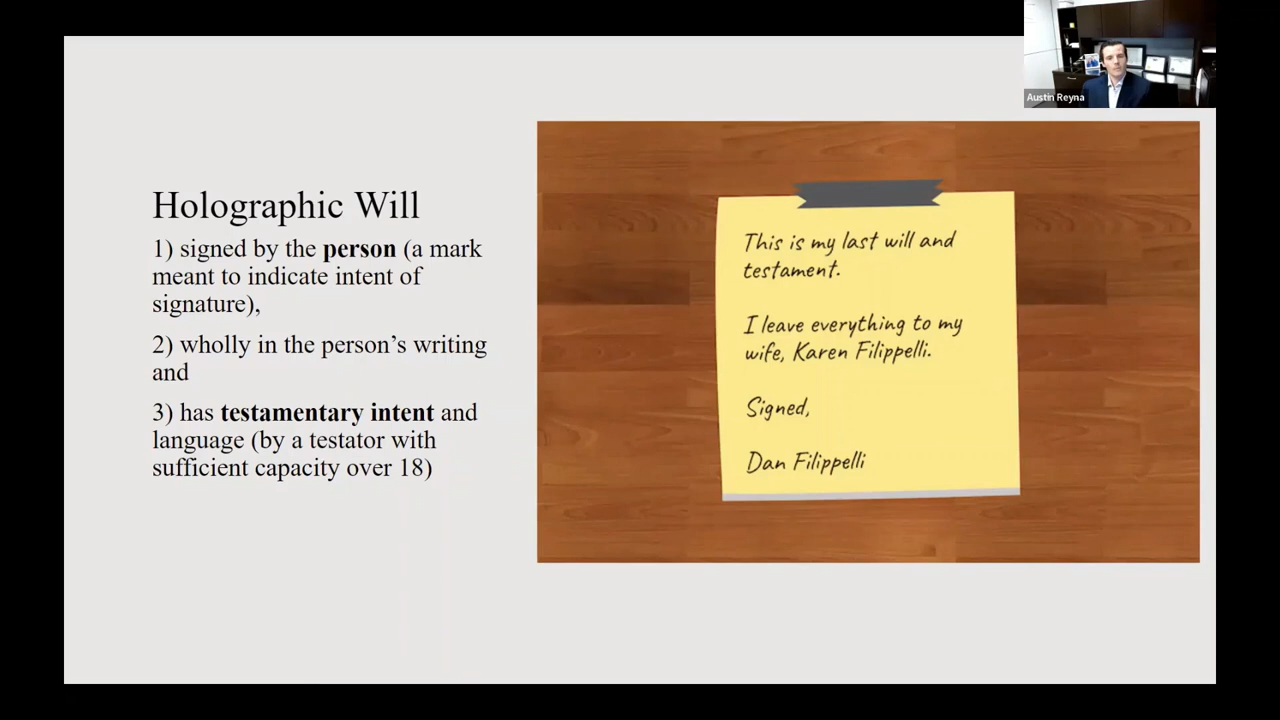 Austin Reyna
Holographic Will
1) signed by the person (a mark
meant to indicate intent of
signature),
2) wholly in the person’s writing
and
3) has testamentary intent and
language (by a testator with
sufficient capacity over 18)
This is my last will and
testament.
I leave everything to my
wife, Karen Filippelli.
Signed,
Dan Filippelli